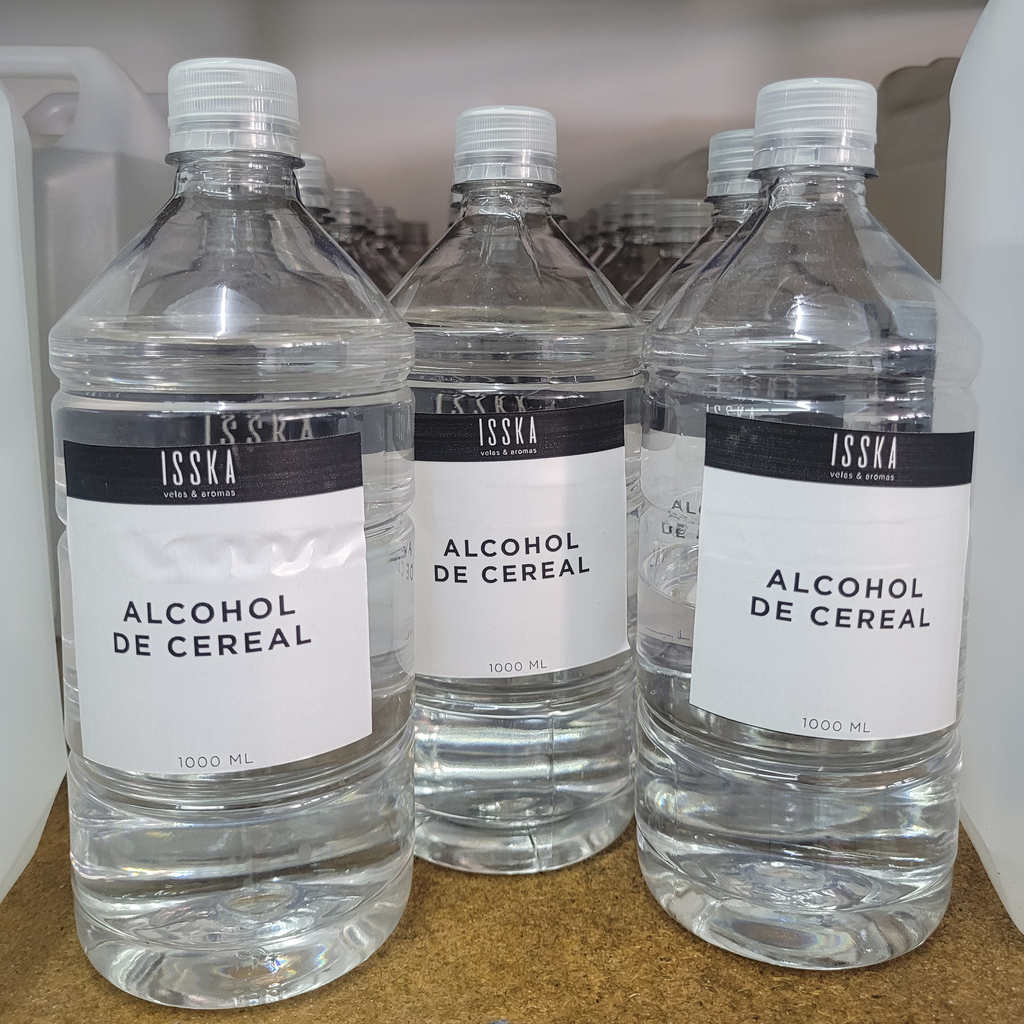 ISSKA
velas & aromas
ALCOHOL
DE CEREAL
1000 ML
ISSKA
velas & aromas
ALCOHOL
DE CEREAL
1000 ML
ISSKA
velas & aromas
ALCOHOL
DE CEREAL
1000 ML